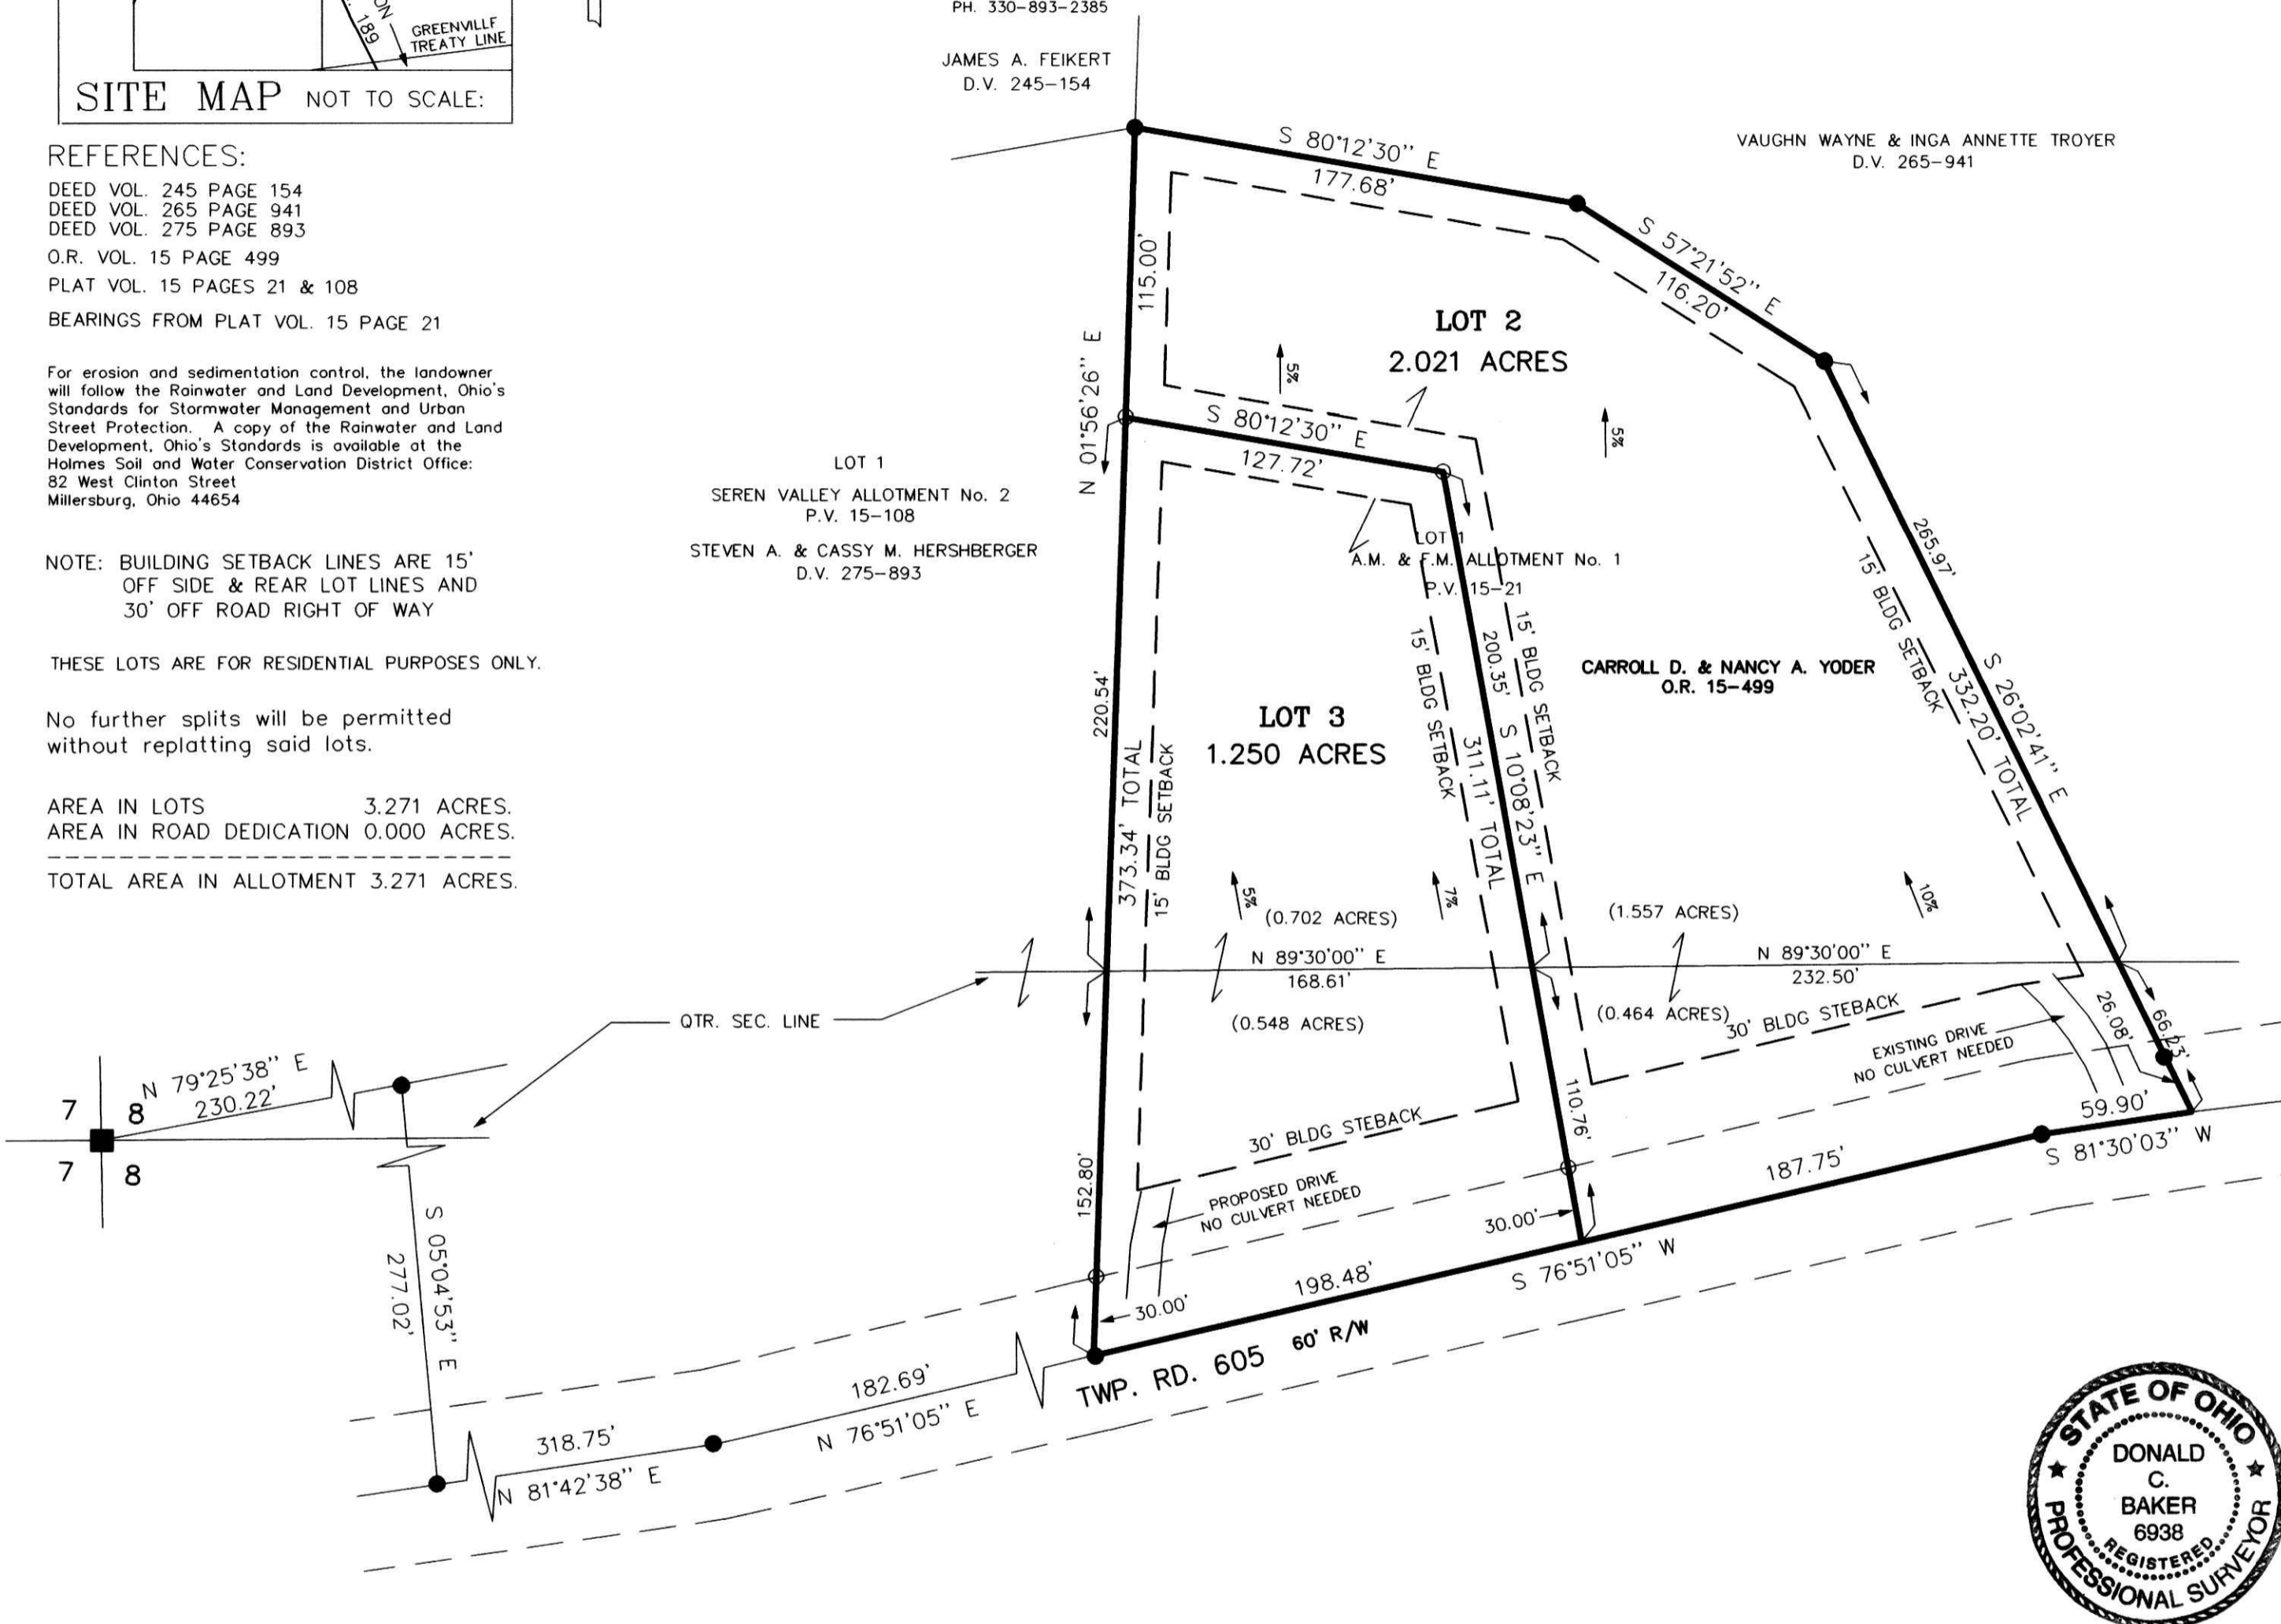 189
ON
GREENVILLE
TREATY LINE
SITE MAP NOT TO SCALE:
REFERENCES:
DEED VOL. 245 PAGE 154
DEED VOL. 265 PAGE 941
DEED VOL. 275 PAGE 893
O.R. VOL. 15 PAGE 499
PLAT VOL. 15 PAGES 21 & 108
BEARINGS FROM PLAT VOL. 15 PAGE 21
For erosion and sedimentation control, the landowner
will follow the Rainwater and Land Development, Ohio's
Standards for Stormwater Management and Urban
Street Protection. A copy of the Rainwater and Land
Development, Ohio's Standards is available at the
Holmes Soil and Water Conservation District Office:
82 West Clinton Street
Millersburg, Ohio 44654
NOTE: BUILDING SETBACK LINES ARE 15'
OFF SIDE & REAR LOT LINES AND
30' OFF ROAD RIGHT OF WAY
THESE LOTS ARE FOR RESIDENTIAL PURPOSES ONLY.
No further splits will be permitted
without replatting said lots.
AREA IN LOTS 3.271 ACRES.
AREA IN ROAD DEDICATION 0.000 ACRES.
TOTAL AREA IN ALLOTMENT 3.271 ACRES.
PH. 330-893-2385
JAMES A. FEIKERT
D.V. 245-154
VAUGHN WAYNE & INGA ANNETTE TROYER
D.V. 265-941
S 80°12'30" E
177.68'
S 57°21'52" E
116.20'
115.00'
N 01°56'26" E
LOT 2
2.021 ACRES
5%
5%
S 80°12'30" E
127.72'
LOT 1
SEREN VALLEY ALLOTMENT No. 2
P.V. 15-108
STEVEN A. & CASSY M. HERSHBERGER
D.V. 275-893
LOT 1
A.M. & F.M. ALLOTMENT No. 1
P.V. 15-21
265.97'
15' BLDG SETBACK
S 26°02'41" E
332.20' TOTAL
CARROLL D. & NANCY A. YODER
O.R. 15-499
15' BLDG SETBACK
200.35'
S 10°08'23" E
311.11' TOTAL
15' BLDG SETBACK
220.54'
373.34' TOTAL
15' BLDG SETBACK
LOT 3
1.250 ACRES
5%
7%
10%
(0.702 ACRES)
(1.557 ACRES)
N 89°30'00" E
168.61'
N 89°30'00" E
232.50'
(0.548 ACRES)
(0.464 ACRES)
30' BLDG STEBACK
EXISTING DRIVE
NO CULVERT NEEDED
26.08'
66.23'
QTR. SEC. LINE
7
8
7
8
N 79°25'38" E
230.22'
S 05°04'53" E
277.02'
152.80'
110.76'
30' BLDG STEBACK
PROPOSED DRIVE
NO CULVERT NEEDED
30.00'
30.00'
59.90'
S 81°30'03" W
187.75'
198.48'
S 76°51'05" W
TWP. RD. 605 60' R/W
182.69'
N 76°51'05" E
318.75'
N 81°42'38" E
STATE OF OHIO
DONALD
C.
BAKER
6938
REGISTERED
PROFESSIONAL SURVEYOR